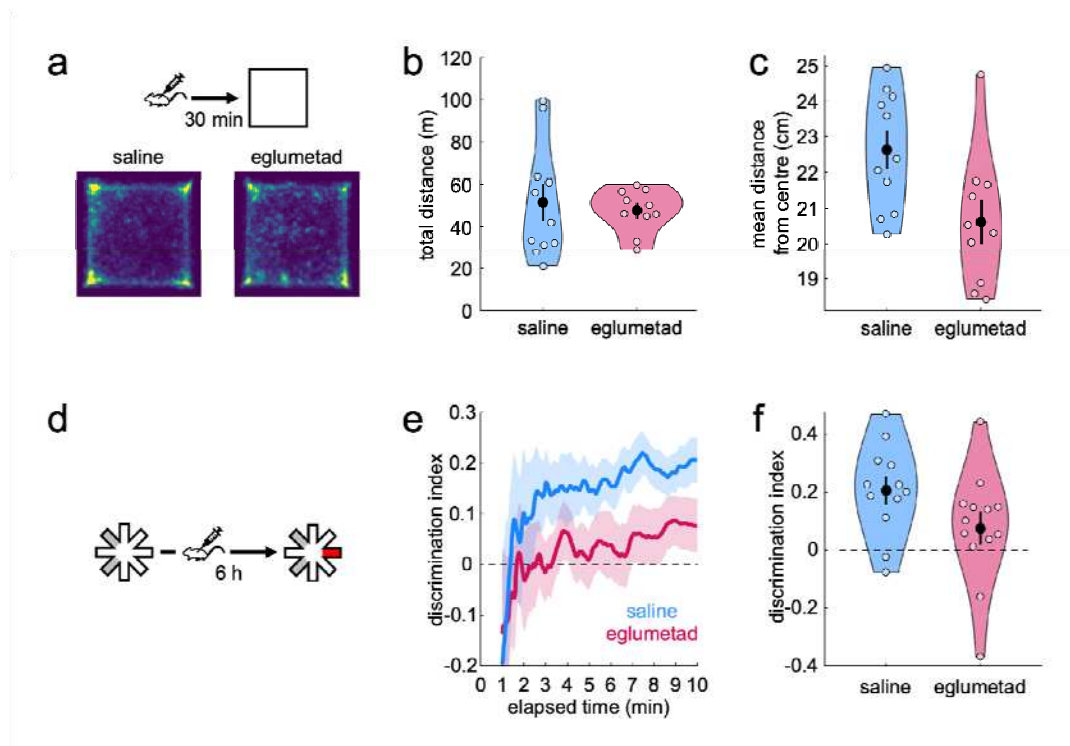 a
30 min
saline
eglumetad
b
120
100
80
60
40
20
0
total distance (m)
saline
eglumetad
c
25
24
23
22
21
20
19
mean distance
from centre (cm)
saline
eglumetad
d
6 h
e
0.3
0.2
0.1
0
-0.1
-0.2
discrimination index
saline
eglumetad
0 1 2 3 4 5 6 7 8 9 10
elapsed time (min)
f
0.4
0.2
0
-0.2
-0.4
discrimination index
saline
eglumetad